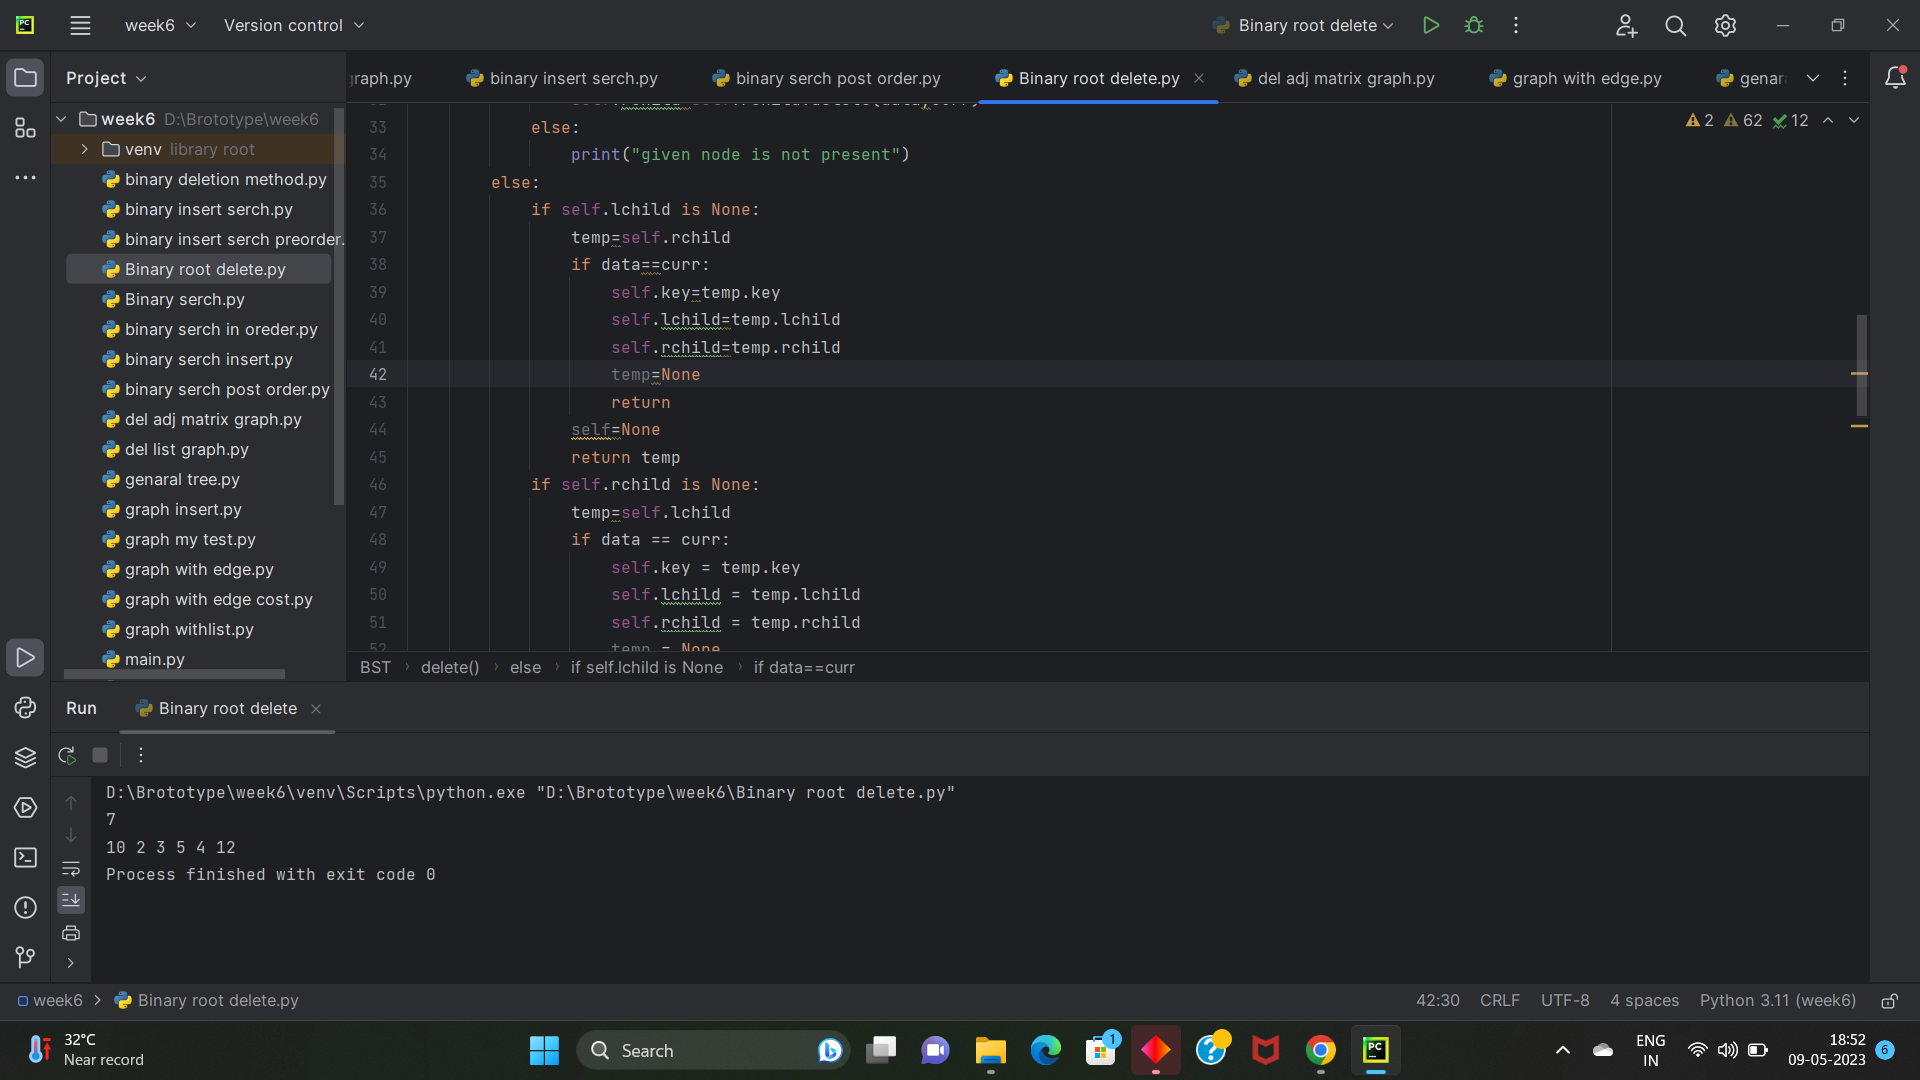 week6
Version control
Binary root delete
Project
raph.py
binary insert serch.py
binary serch post order.py
Binary root delete.py
del adj matrix graph.py
graph with edge.py
genar
week6 D:\Brototype\week6
venv library root
binary deletion method.py
binary insert serch.py
binary insert serch preorder.
Binary root delete.py
Binary serch.py
binary serch in oreder.py
binary serch insert.py
binary serch post order.py
del adj matrix graph.py
del list graph.py
genaral tree.py
graph insert.py
graph my test.py
graph with edge.py
graph with edge cost.py
graph withlist.py
main.py
2 62 12
33 else:
34 print("given node is not present")
35 else:
36 if self.lchild is None:
37 temp=self.rchild
38 if data==curr:
39 self.key=temp.key
40 self.lchild=temp.lchild
41 self.rchild=temp.rchild
42 temp=None
43 return
44 self=None
45 return temp
46 if self.rchild is None:
47 temp=self.lchild
48 if data == curr:
49 self.key = temp.key
50 self.lchild = temp.lchild
51 self.rchild = temp.rchild
52 temp = None
BST › delete() › else › if self.lchild is None › if data==curr
Run
Binary root delete
D:\Brototype\week6\venv\Scripts\python.exe "D:\Brototype\week6\Binary root delete.py"
7
10 2 3 5 4 12
Process finished with exit code 0
week6 › Binary root delete.py
42:30 CRLF UTF-8 4 spaces Python 3.11 (week6)
32°C
Near record
Search
1
PC
ENG
IN
18:52
09-05-2023
6